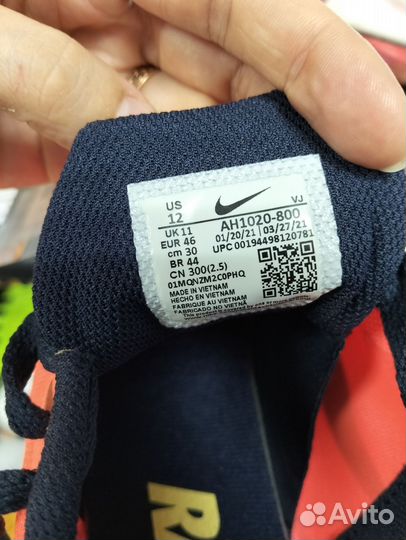 US
12
VJ
AH1020-800
UK 11
01/20/21 | 03/27/21
EUR 46
UPC 00194498120781
cm 30
BR 44
CN 300(2.5)
01MQNZM2C0PHQ
MADE IN VIETNAM
HECHO EN VIETNAM
FABRIQUE AU VIETNAM
FABRICADO NO VIETNÃ
Avito